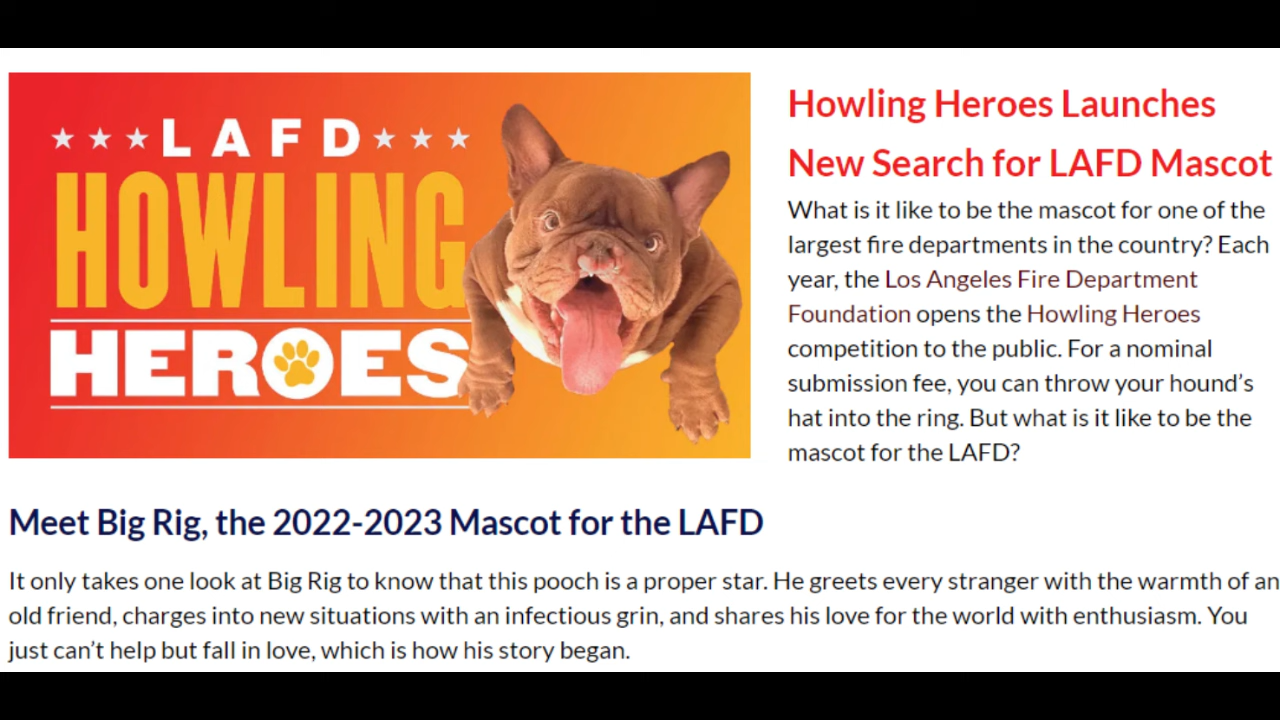 LAFD
HOWLING
HEROES
Howling Heroes Launches
New Search for LAFD Mascot
What is it like to be the mascot for one of the
largest fire departments in the country? Each
year, the Los Angeles Fire Department
Foundation opens the Howling Heroes
competition to the public. For a nominal
submission fee, you can throw your hound’s
hat into the ring. But what is it like to be the
mascot for the LAFD?
Meet Big Rig, the 2022-2023 Mascot for the LAFD
It only takes one look at Big Rig to know that this pooch is a proper star. He greets every stranger with the warmth of an
old friend, charges into new situations with an infectious grin, and shares his love for the world with enthusiasm. You
just can’t help but fall in love, which is how his story began.